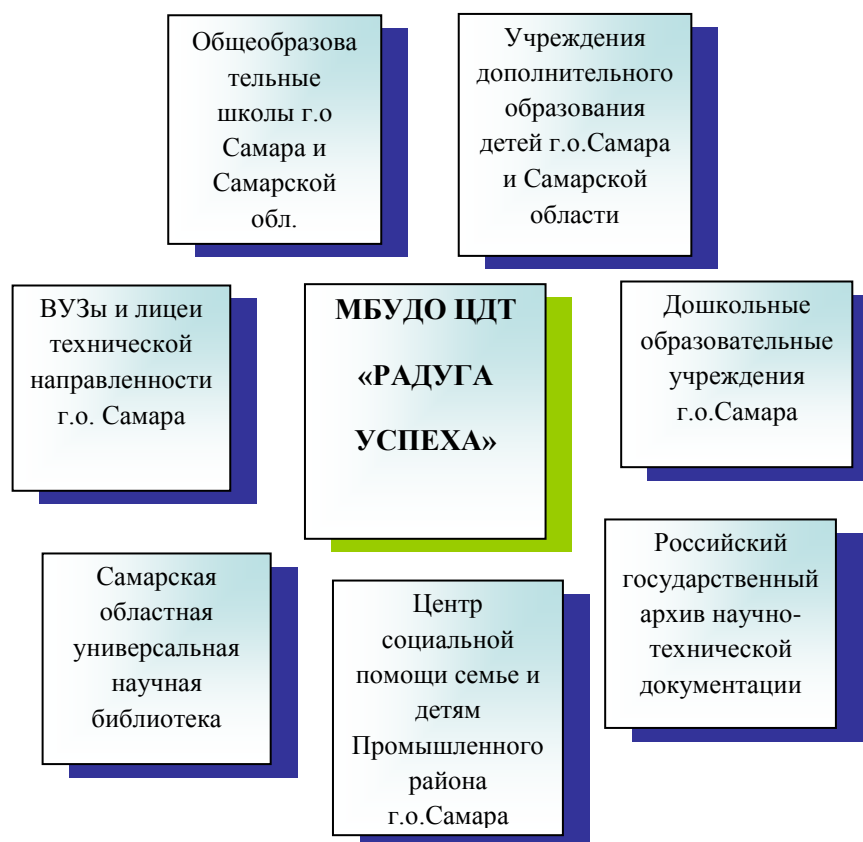 Общеобразова
тельные
школы г.о
Самара и
Самарской
обл.
Учреждения
дополнительного
образования
детей г.о.Самара
и Самарской
области
ВУЗы и лицеи
технической
направленности
г.о. Самара
МБУДО ЦДТ
«РАДУГА
УСПЕХА»
Дошкольные
образовательные
учреждения
г.о.Самара
Самарская
областная
универсальная
научная
библиотека
Центр
социальной
помощи семье и
детям
Промышленного
района
г.о.Самара
Российский
государственный
архив научно-
технической
документации